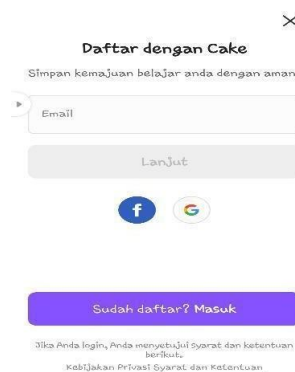 Daftar dengan Cake
Simpan kemajuan belajar anda dengan aman
Email
Lanjut
Sudah daftar? Masuk
Jika Anda login, Anda menyetujui syarat dan ketentuan
berikut.
Kebijakan Privasi Syarat dan Ketentuan